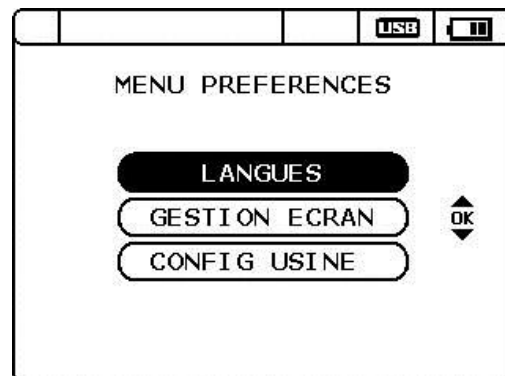 USB
MENU PREFERENCES
LANGUES
GESTION ECRAN
OK
CONFIG USINE